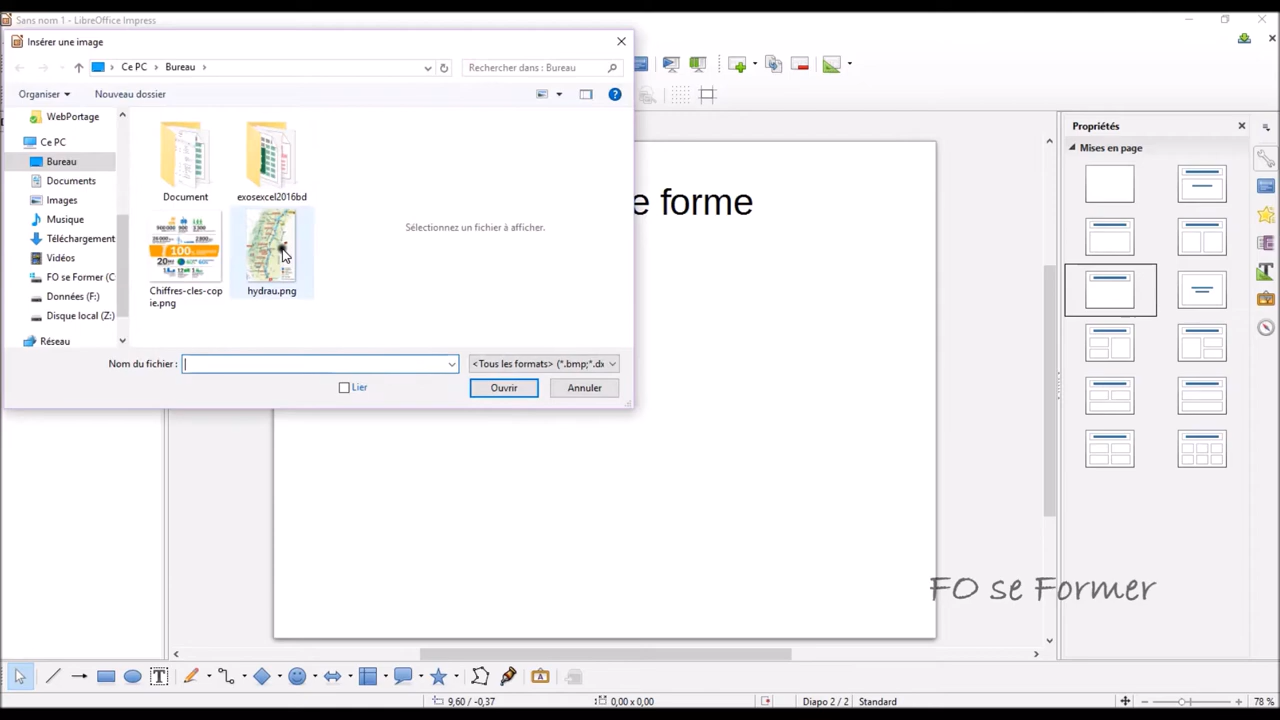 Sans nom 1 - LibreOffice Impress
Insérer une image
Ce PC
Bureau
Rechercher dans : Bureau
Organiser
Nouveau dossier
WebPortage
Ce PC
Bureau
Documents
Images
Musique
Téléchargement
Vidéos
FO se Former (C
Données (F:)
Disque local (Z:)
Réseau
Document
exosexcel2016bd
100%
Chiffres-cles-cop
ie.png
hydrau.png
Sélectionnez un fichier à afficher.
Nom du fichier :
<Tous les formats> (*.bmp;*.dx
Lier
Ouvrir
Annuler
e forme
Propriétés
Mises en page
FO se Former
9,60 / -0,37
0,00 x 0,00
Diapo 2 / 2
Standard
78 %